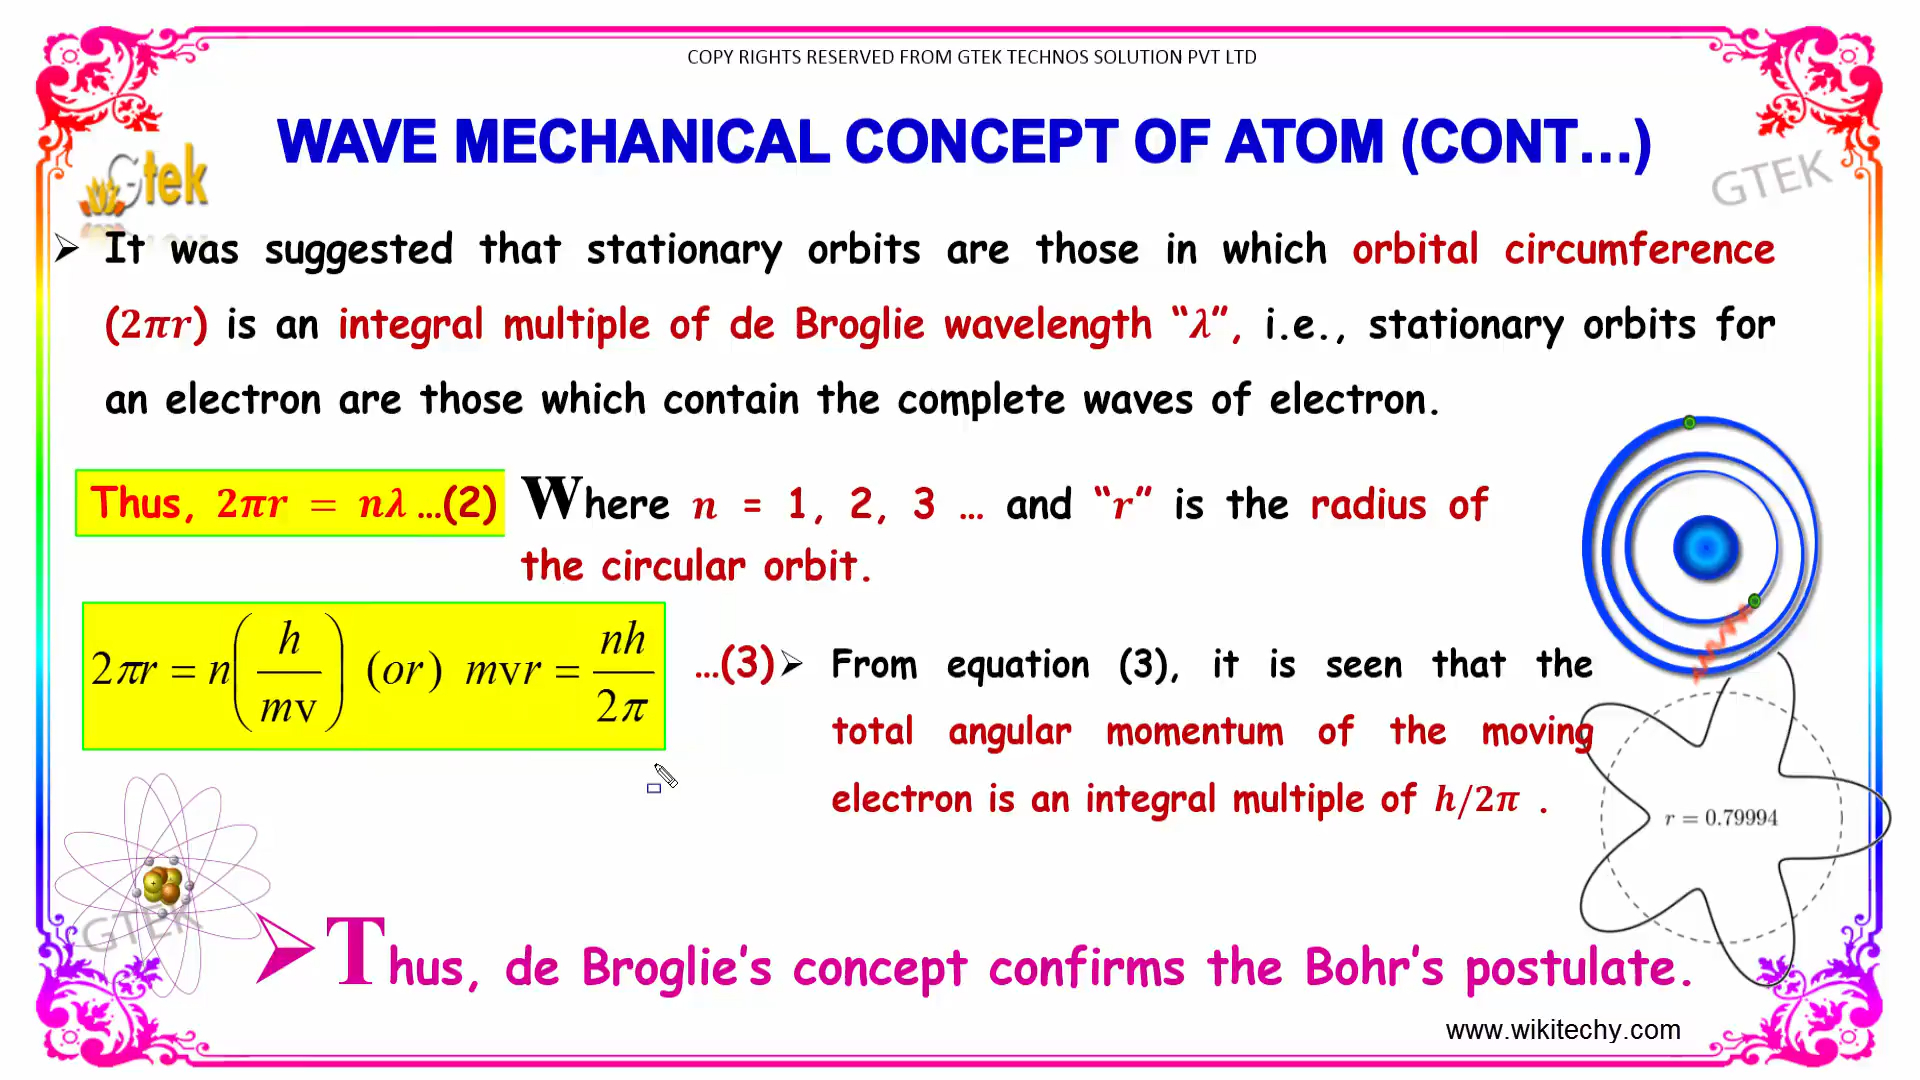 COPY RIGHTS RESERVED FROM GTEK TECHNOS SOLUTION PVT LTD
WAVE MECHANICAL CONCEPT OF ATOM (CONT...)
Gtek
GTEK
➢ It was suggested that stationary orbits are those in which orbital circumference
(2πr) is an integral multiple of de Broglie wavelength “λ”, i.e., stationary orbits for
an electron are those which contain the complete waves of electron.
Thus, 2πr = nλ ...(2)
Where n = 1, 2, 3 ... and “r” is the radius of
the circular orbit.
2πr = n(h/mv) (or) mvr = nh/2π ...(3)
➢ From equation (3), it is seen that the
total angular momentum of the moving
electron is an integral multiple of h/2π .
r = 0.79994
GTEK
➢ Thus, de Broglie’s concept confirms the Bohr’s postulate.
www.wikitechy.com